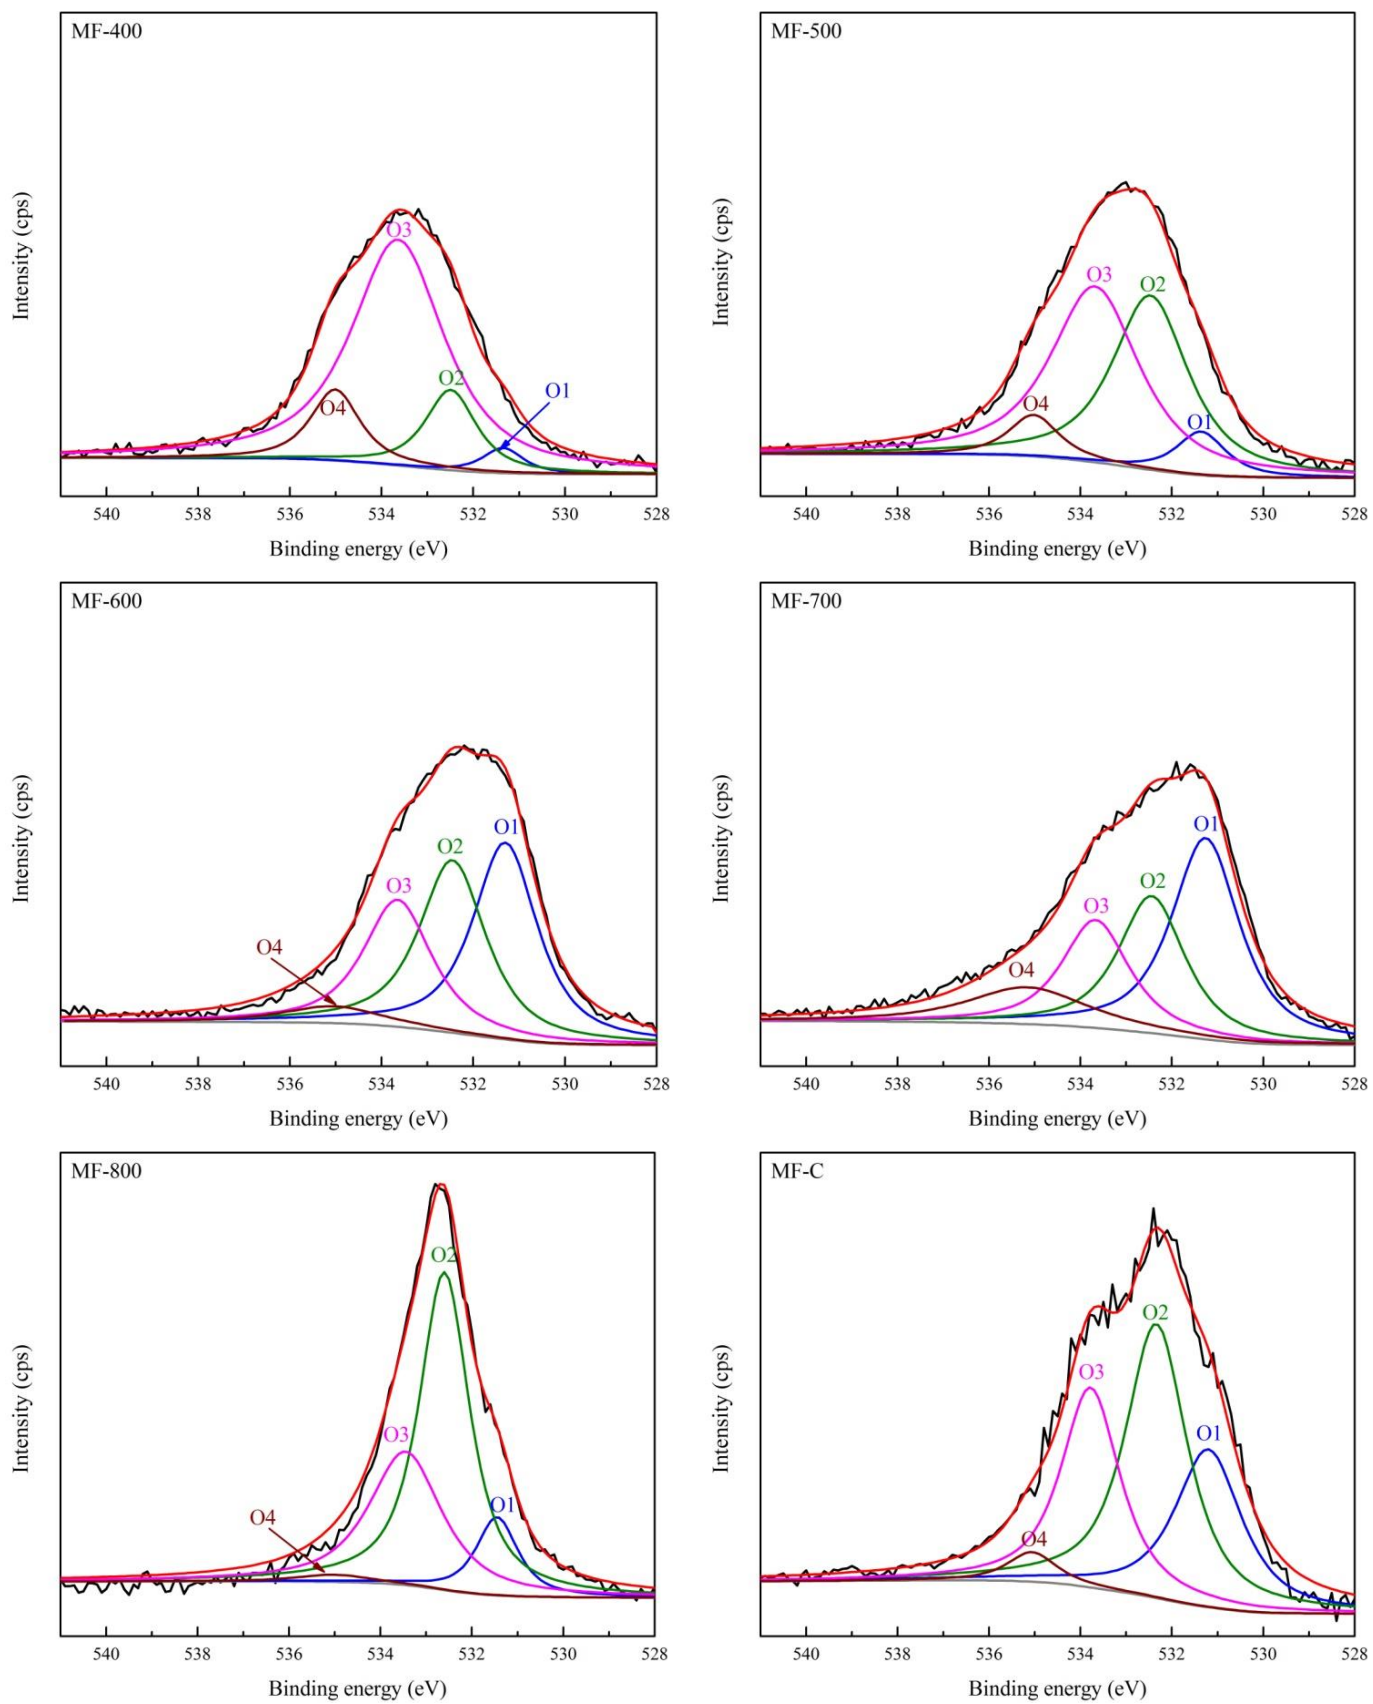 MF-400
Intensity (cps)
O3
O4
O2
O1
540 538 536 534 532 530 528
Binding energy (eV)
MF-500
Intensity (cps)
O3
O2
O4
O1
540 538 536 534 532 530 528
Binding energy (eV)
MF-600
Intensity (cps)
O4
O3
O2
O1
540 538 536 534 532 530 528
Binding energy (eV)
MF-700
Intensity (cps)
O4
O3
O2
O1
540 538 536 534 532 530 528
Binding energy (eV)
MF-800
Intensity (cps)
O4
O3
O2
O1
540 538 536 534 532 530 528
Binding energy (eV)
MF-C
Intensity (cps)
O4
O3
O2
O1
540 538 536 534 532 530 528
Binding energy (eV)